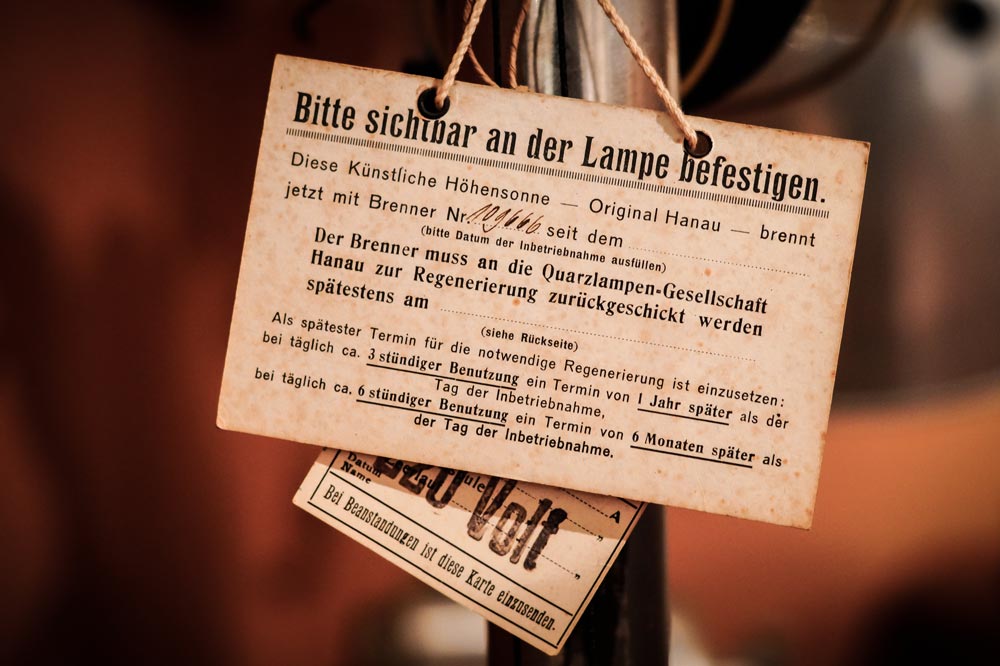 Bitte sichtbar an der Lampe befestigen.
Diese Künstliche Höhensonne — Original Hanau — brennt
jetzt mit Brenner Nr. 109666 seit dem
(bitte Datum der Inbetriebnahme ausfüllen)
Der Brenner muss an die Quarzlampen-Gesellschaft
Hanau zur Regenerierung zurückgeschickt werden
spätestens am
(siehe Rückseite)
Als spätester Termin für die notwendige Regenerierung ist einzusetzen:
bei täglich ca. 3 stündiger Benutzung ein Termin von 1 Jahr später als der
Tag der Inbetriebnahme,
bei täglich ca. 6 stündiger Benutzung ein Termin von 6 Monaten später als
der Tag der Inbetriebnahme.
A
Datum
Name
220 Volt
Bei Beanstandungen ist diese Karte einzusenden.